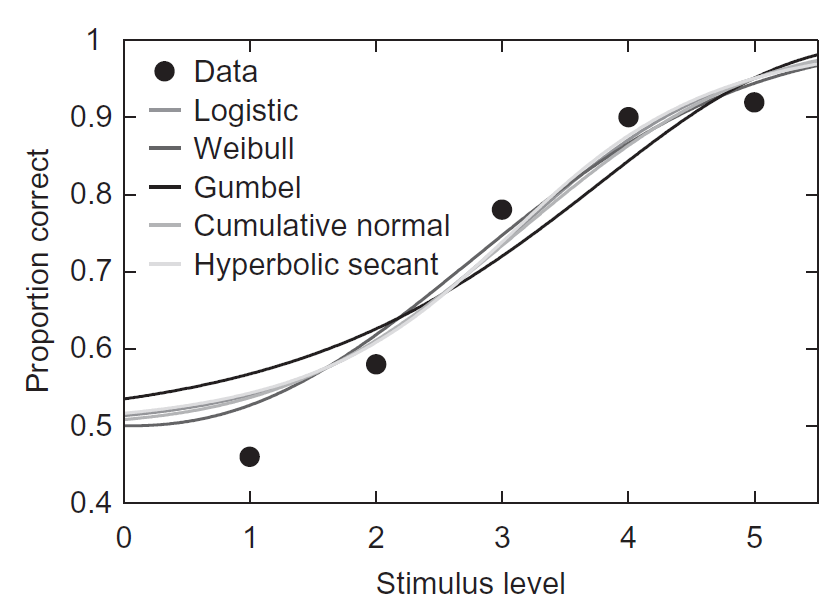 1
0.9
0.8
0.7
0.6
0.5
0.4
Proportion correct
Data
Logistic
Weibull
Gumbel
Cumulative normal
Hyperbolic secant
0 1 2 3 4 5
Stimulus level